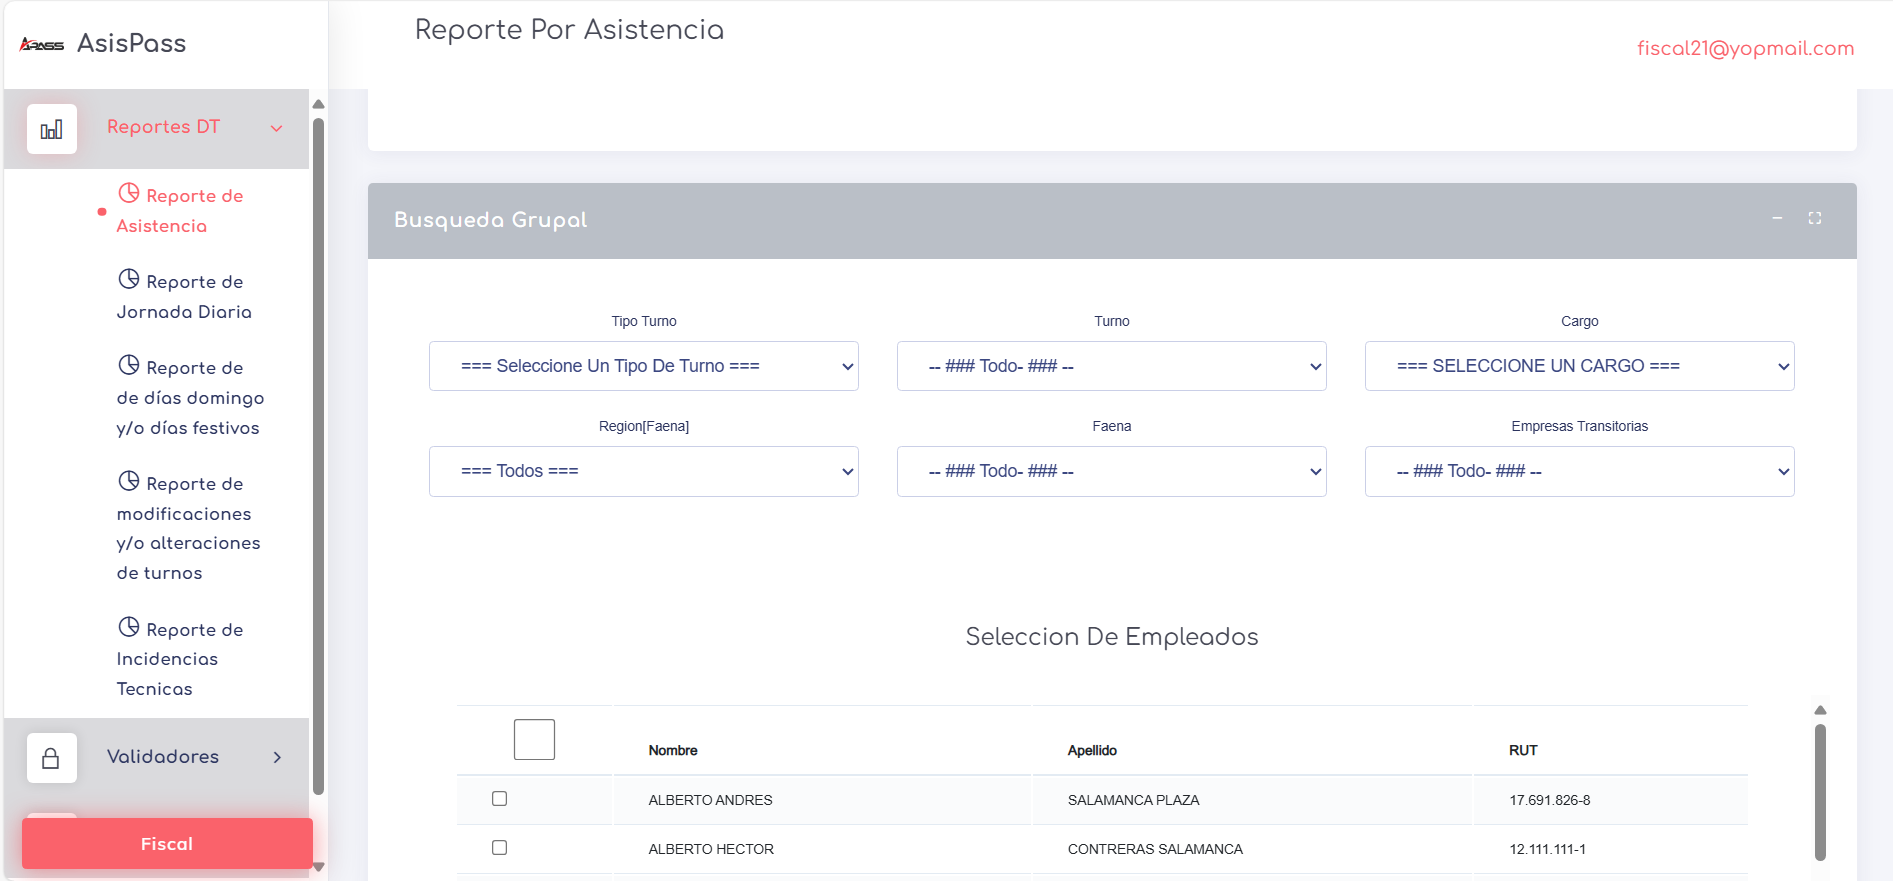 APASS AsisPass
Reporte Por Asistencia
fiscal21@yopmail.com
Reportes DT
Reporte de
Asistencia
Reporte de
Jornada Diaria
Reporte de
de días domingo
y/o días festivos
Reporte de
modificaciones
y/o alteraciones
de turnos
Reporte de
Incidencias
Tecnicas
Validadores
Fiscal
Busqueda Grupal
Tipo Turno
Turno
Cargo
=== Seleccione Un Tipo De Turno ===
-- ### Todo- ### --
=== SELECCIONE UN CARGO ===
Region[Faena]
Faena
Empresas Transitorias
=== Todos ===
-- ### Todo- ### --
-- ### Todo- ### --
Seleccion De Empleados
Nombre Apellido RUT
ALBERTO ANDRES SALAMANCA PLAZA 17.691.826-8
ALBERTO HECTOR CONTRERAS SALAMANCA 12.111.111-1